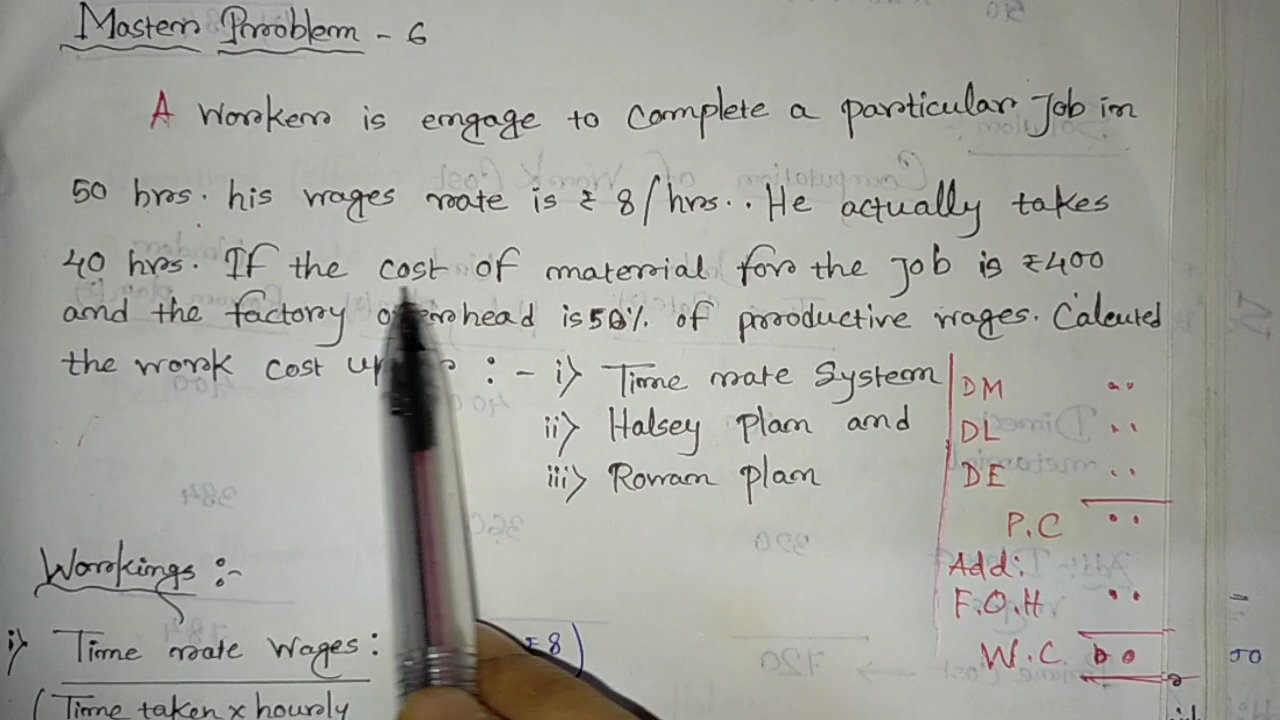 Master Problem - 6
A Worker is engage to complete a particular Job in
50 hrs. his wages rate is ₹ 8/hrs.. He actually takes
40 hrs. If the cost of material for the Job is ₹400
and the factory overhead is 50% of productive wages. Calcuted
the work cost :- i) Time rate System
ii) Halsey plan and
iii) Rowan plan
DM ..
DL ..
DE ..
P.C ..
Add:
F.O.H ..
W.C.
Workings :-
i) Time rate Wages: ₹8)
(Time taken x hourly